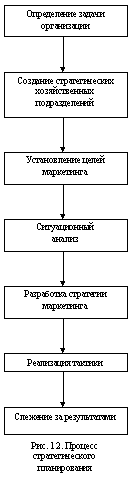 Определение задачи
организации
Создание стратегических
хозяйственных
подразделений
Установление целей
маркетинга
Ситуационный
анализ
Разработка стратегии
маркетинга
Реализация тактики
Слежение за результатами
Рис. 1.2. Процесс
стратегического
планирования